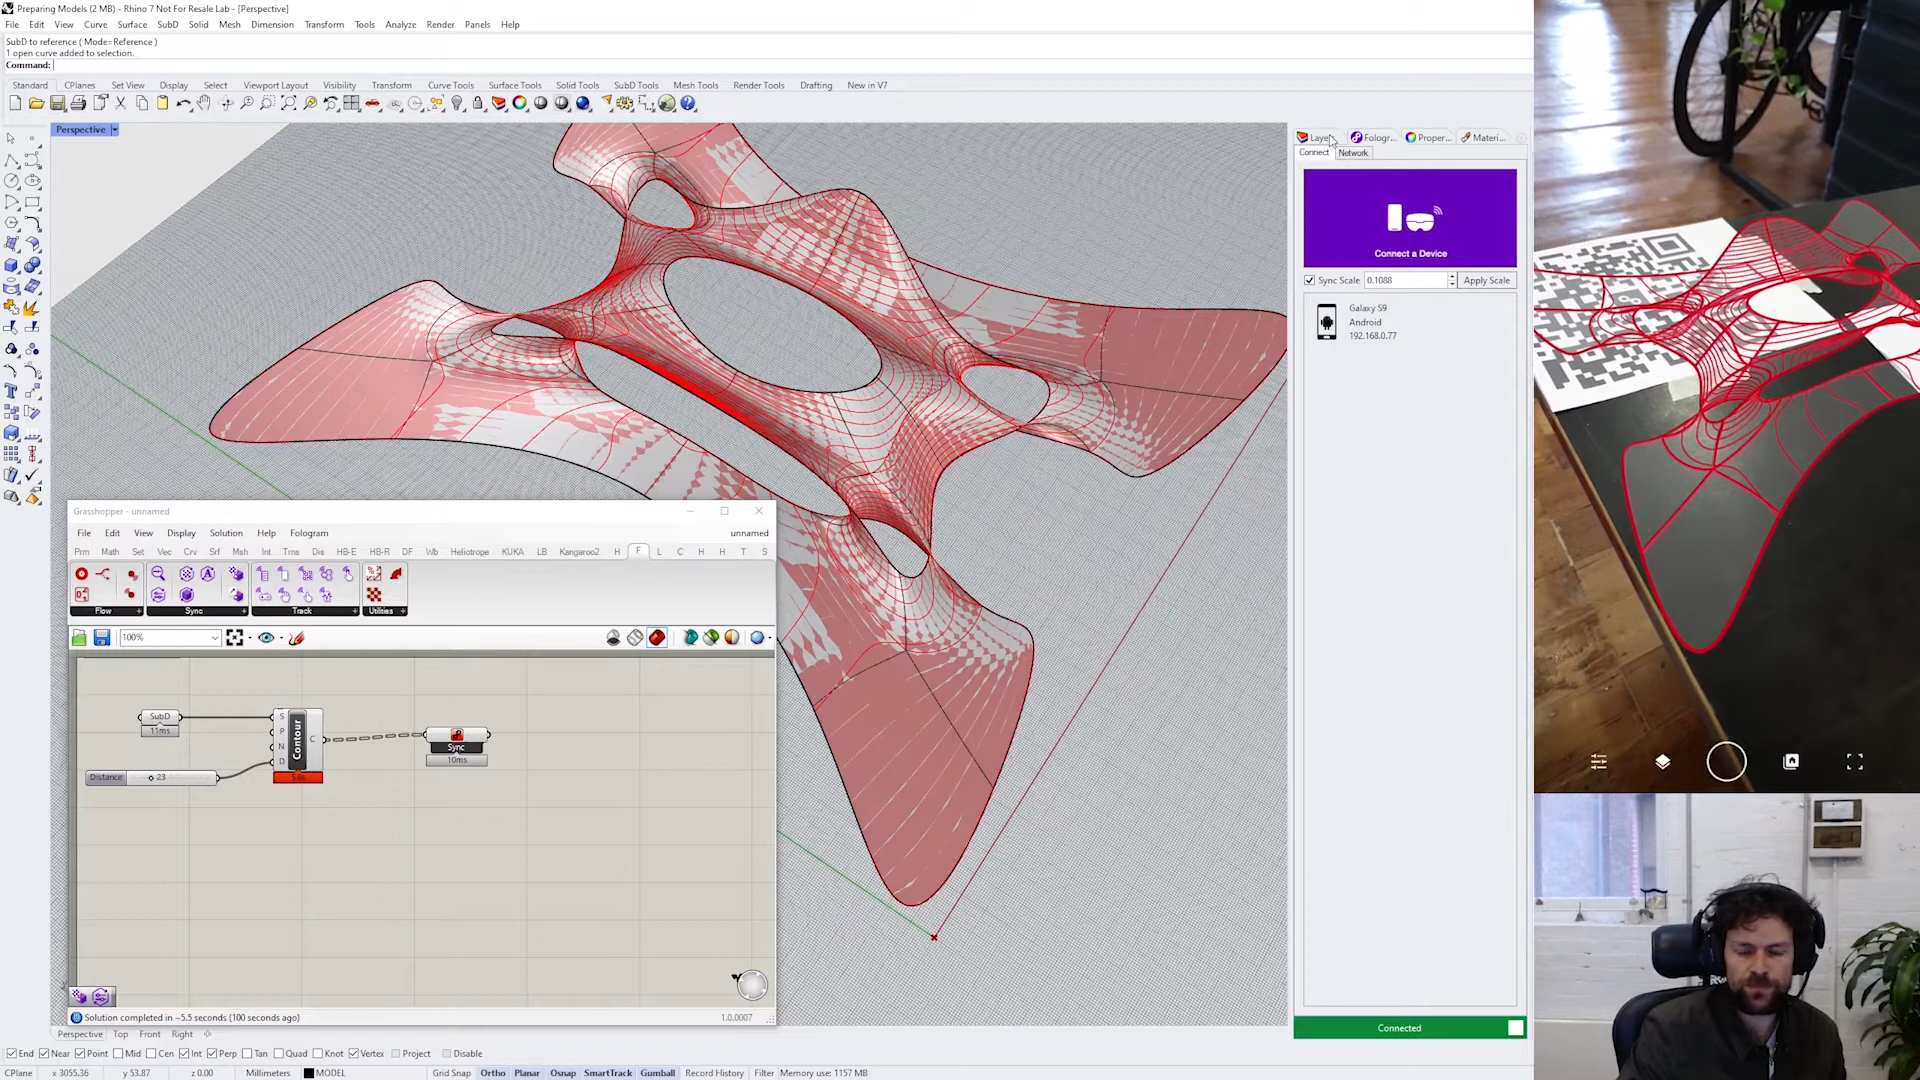 Preparing Models (2 MB) - Rhino 7 Not For Resale Lab - [Perspective]
File Edit View Curve Surface SubD Solid Mesh Dimension Transform Tools Analyze Render Panels Help
SubD to reference ( Mode=Reference )
1 open curve added to selection.
Command:
Standard CPlanes Set View Display Select Viewport Layout Visibility Transform Curve Tools Surface Tools Solid Tools SubD Tools Mesh Tools Render Tools Drafting New in V7
Perspective
Layer Fologr... Proper... Materi...
Connect Network
Connect a Device
Sync Scale 0.1088 Apply Scale
Galaxy S9
Android
192.168.0.77
Connected
Grasshopper - unnamed
File Edit View Display Solution Help Fologram unnamed
Prm Math Set Vec Crv Srf Msh Int Trns Dis HB-E HB-R DF Wb Heliotrope KUKA LB Kangaroo2 H F L C H H T S
Flow Sync Track Utilities
100%
SubD
11ms
Distance 23
S
P
N
D
Contour
C
5.6s
Sync
10ms
Solution completed in ~5.5 seconds (100 seconds ago) 1.0.0007
Perspective Top Front Right
End Near Point Mid Cen Int Perp Tan Quad Knot Vertex Project Disable
CPlane x 3055.36 y 53.87 z 0.00 Millimeters MODEL Grid Snap Ortho Planar Osnap SmartTrack Gumball Record History Filter Memory use: 1157 MB